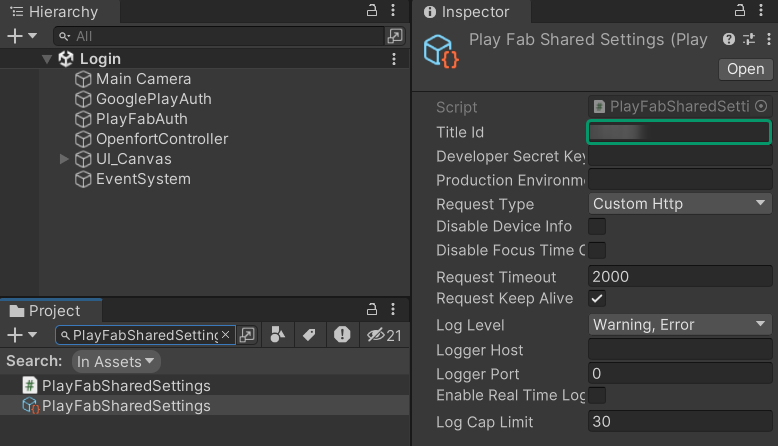 Hierarchy
All
Login
Main Camera
GooglePlayAuth
PlayFabAuth
OpenfortController
UI_Canvas
EventSystem
Project
PlayFabSharedSetting
21
Search: In Assets
PlayFabSharedSettings
PlayFabSharedSettings
Inspector
Play Fab Shared Settings (Play
Open
Script PlayFabSharedSetti
Title Id
Developer Secret Key
Production Environme
Request Type Custom Http
Disable Device Info
Disable Focus Time C
Request Timeout 2000
Request Keep Alive
Log Level Warning, Error
Logger Host
Logger Port 0
Enable Real Time Log
Log Cap Limit 30